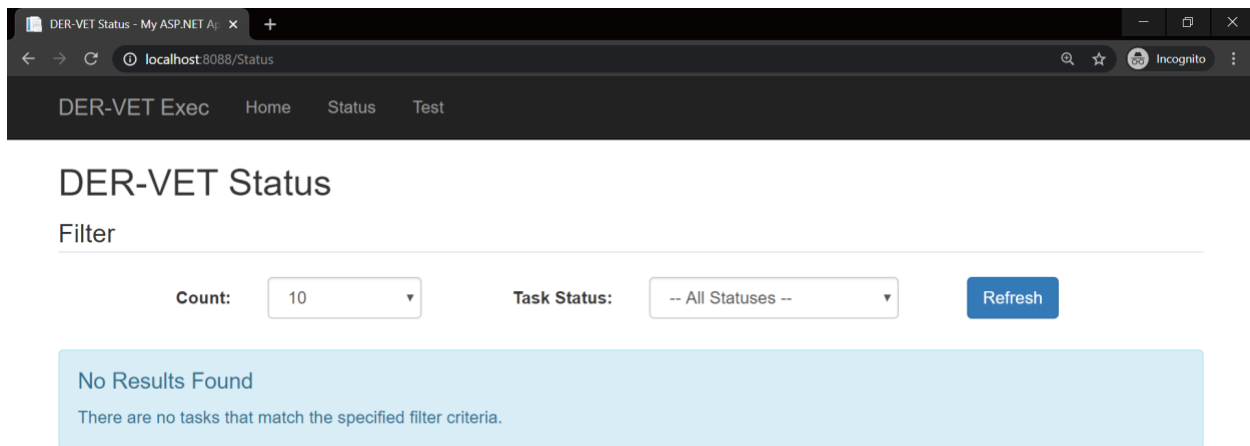 DER-VET Status - My ASP.NET Ap
localhost:8088/Status
Incognito
DER-VET Exec Home Status Test
DER-VET Status
Filter
Count: 10 Task Status: -- All Statuses -- Refresh
No Results Found
There are no tasks that match the specified filter criteria.